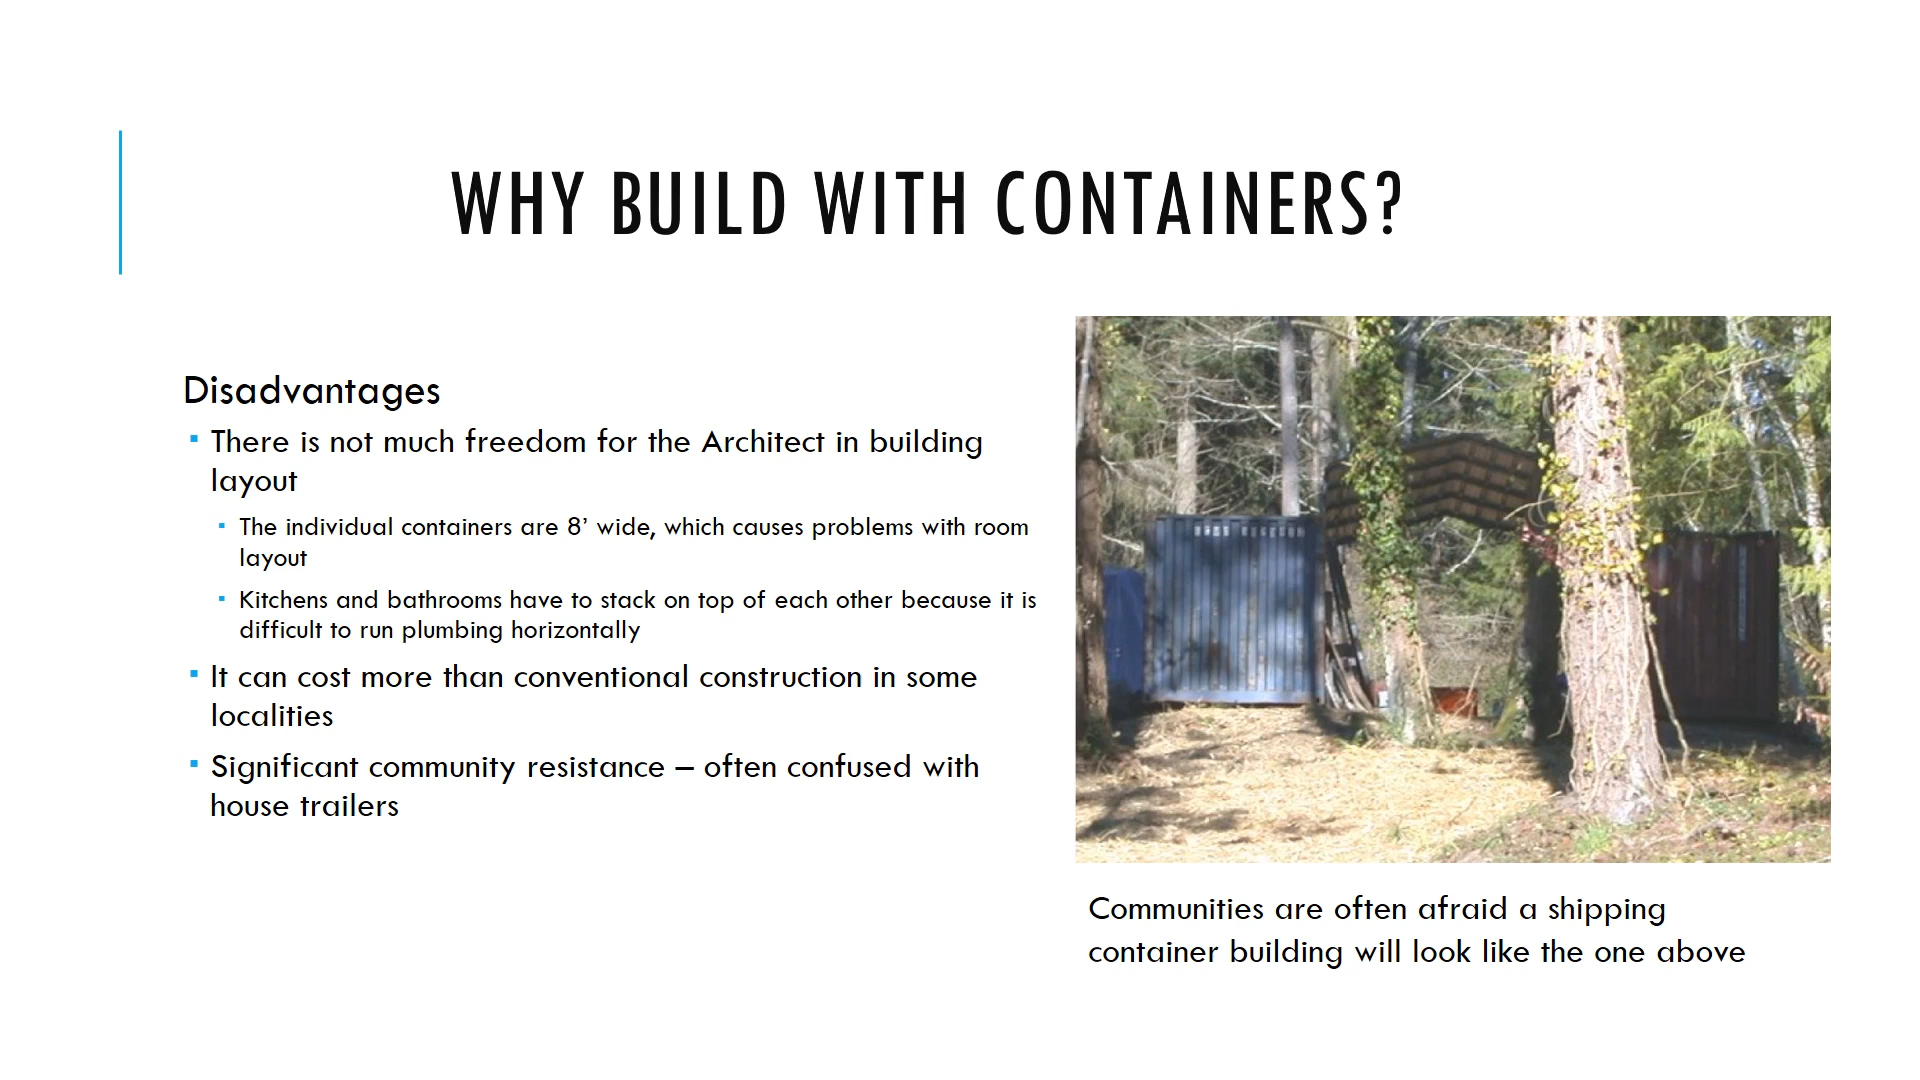 WHY BUILD WITH CONTAINERS?
Disadvantages
▪ There is not much freedom for the Architect in building
layout
▪ The individual containers are 8’ wide, which causes problems with room
layout
▪ Kitchens and bathrooms have to stack on top of each other because it is
difficult to run plumbing horizontally
▪ It can cost more than conventional construction in some
localities
▪ Significant community resistance – often confused with
house trailers
Communities are often afraid a shipping
container building will look like the one above